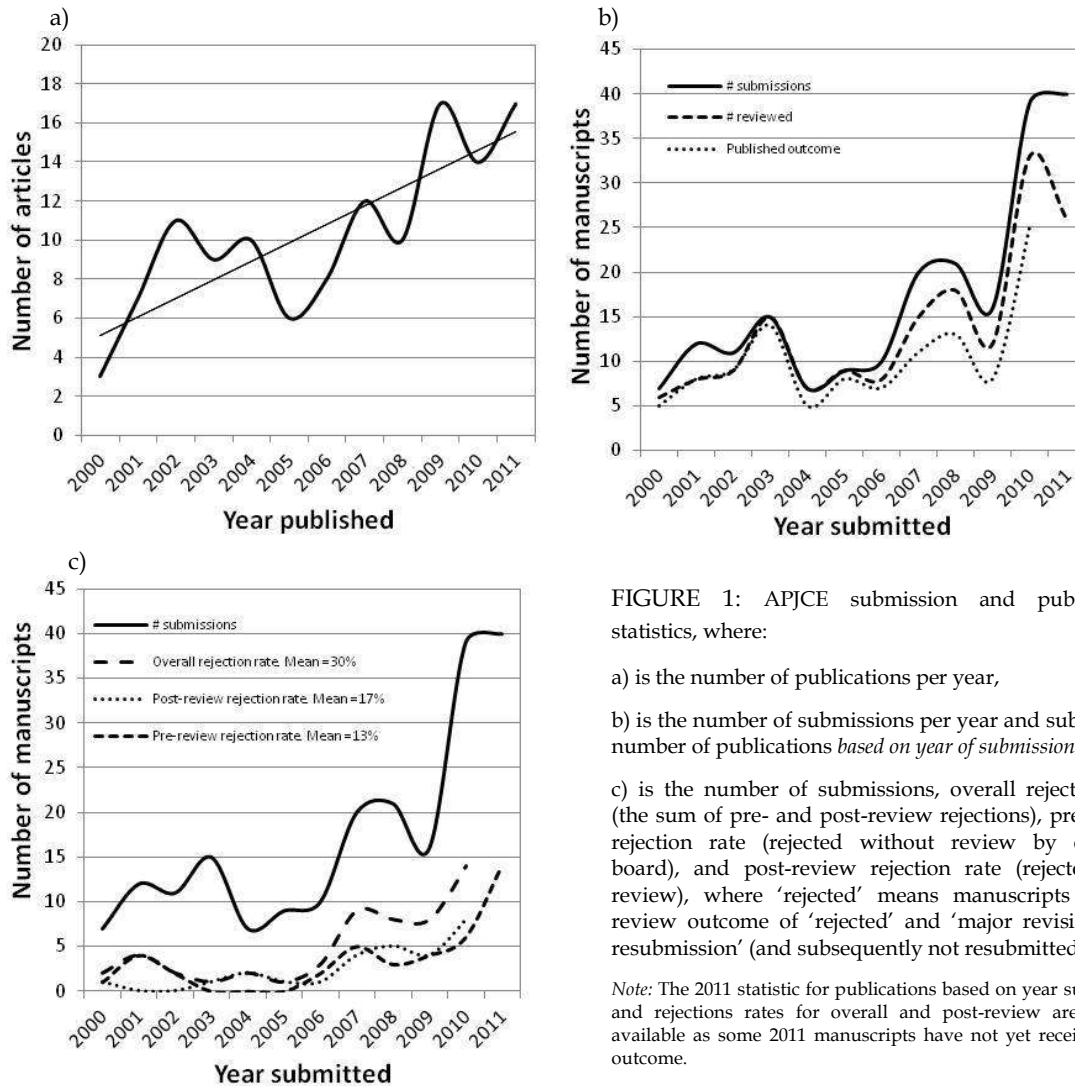 a)
20
18
16
14
12
10
8
6
4
2
0
Number of articles
2000 2001 2002 2003 2004 2005 2006 2007 2008 2009 2010 2011
Year published
b)
45
40
35
30
25
20
15
10
5
0
Number of manuscripts
# submissions
# reviewed
Published outcome
2000 2001 2002 2003 2004 2005 2006 2007 2008 2009 2010 2011
Year submitted
c)
45
40
35
30
25
20
15
10
5
0
Number of manuscripts
# submissions
Overall rejection rate. Mean =30%
Post-review rejection rate. Mean =17%
Pre-review rejection rate. Mean =13%
2000 2001 2002 2003 2004 2005 2006 2007 2008 2009 2010 2011
Year submitted
FIGURE 1: APJCE submission and pub
statistics, where:
a) is the number of publications per year,
b) is the number of submissions per year and sub
number of publications based on year of submission
c) is the number of submissions, overall reject
(the sum of pre- and post-review rejections), pre
rejection rate (rejected without review by
board), and post-review rejection rate (reject
review), where ‘rejected’ means manuscripts
review outcome of ‘rejected’ and ‘major revisi
resubmission’ (and subsequently not resubmitted
Note: The 2011 statistic for publications based on year su
and rejections rates for overall and post-review are
available as some 2011 manuscripts have not yet recei
outcome.